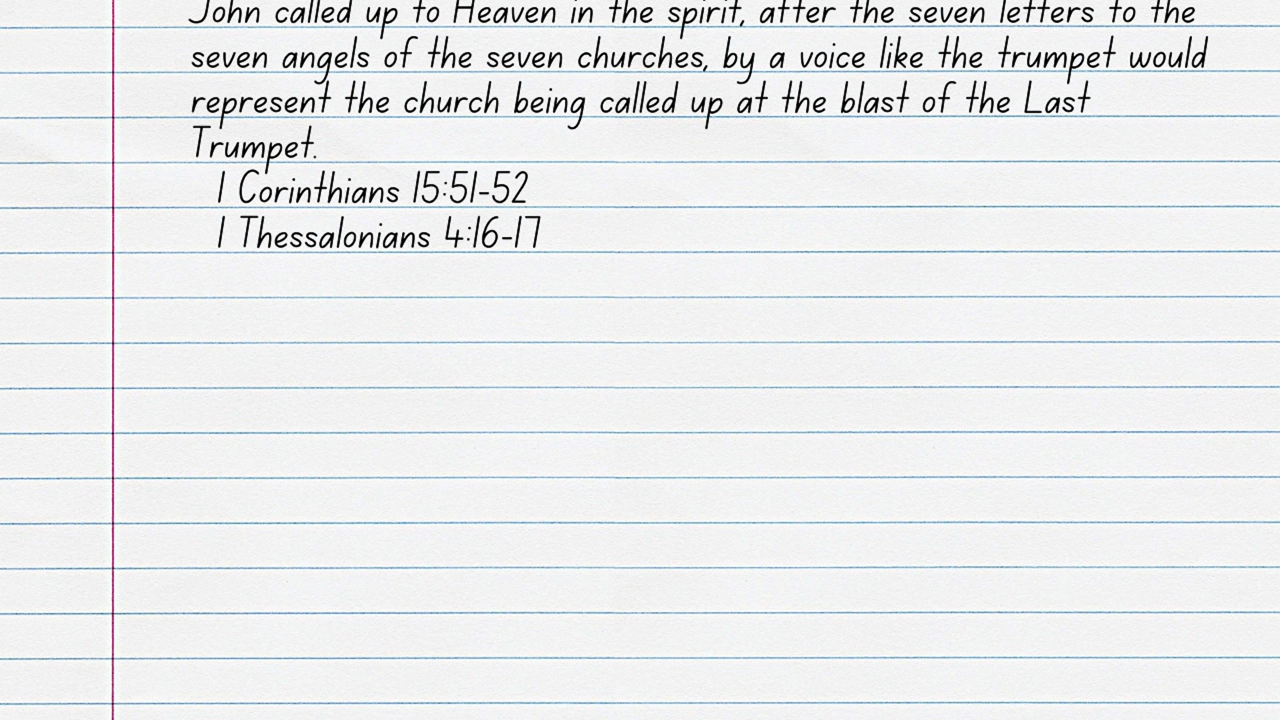 John called up to Heaven in the spirit, after the seven letters to the
seven angels of the seven churches, by a voice like the trumpet would
represent the church being called up at the blast of the Last
Trumpet.
1 Corinthians 15:51-52
1 Thessalonians 4:16-17